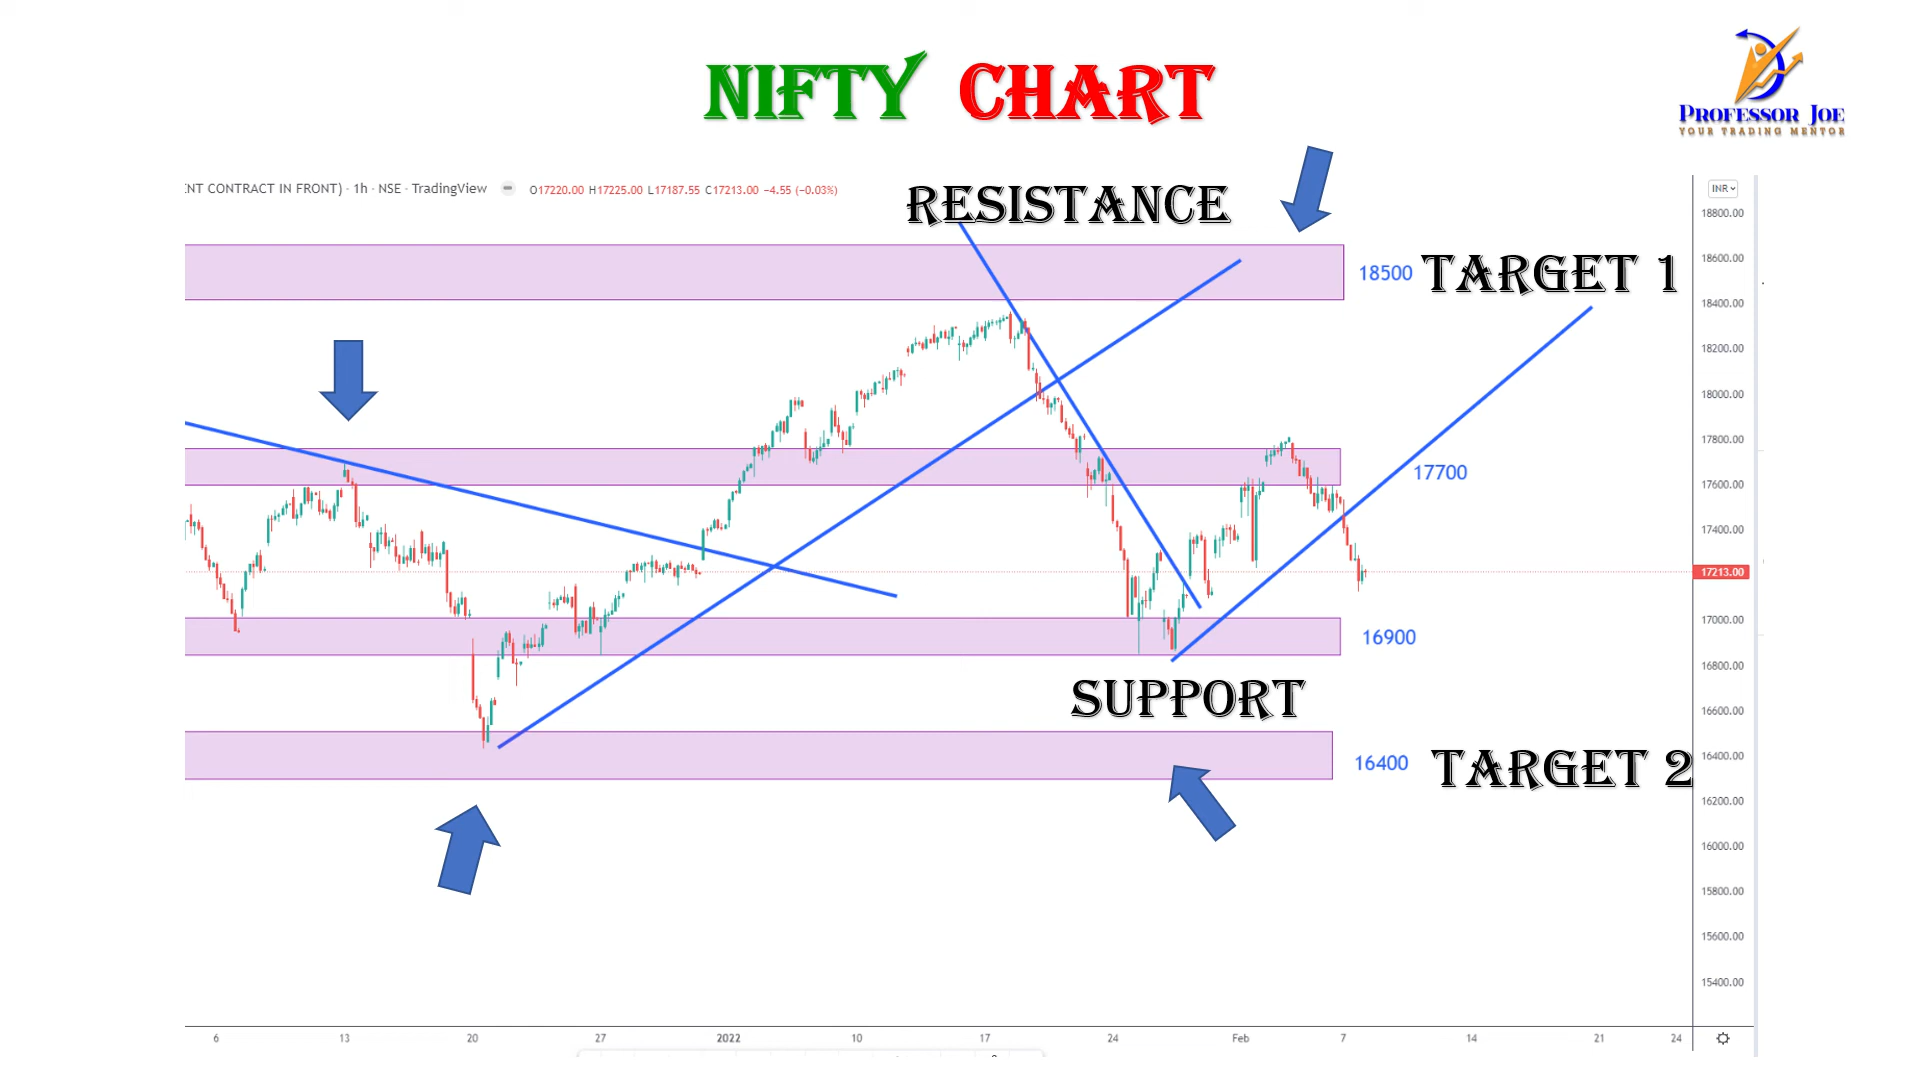 NIFTY CHART
PROFESSOR JOE
YOUR TRADING MENTOR
ENT CONTRACT IN FRONT) · 1h · NSE · TradingView
O17220.00 H17225.00 L17187.55 C17213.00 −4.55 (−0.03%)
INR
RESISTANCE
18500 TARGET 1
17700
16900
SUPPORT
16400 TARGET 2
18800.00
18600.00
18400.00
18200.00
18000.00
17800.00
17600.00
17400.00
17213.00
17000.00
16800.00
16600.00
16400.00
16200.00
16000.00
15800.00
15600.00
15400.00
6 13 20 27 2022 10 17 24 Feb 7 14 21 24